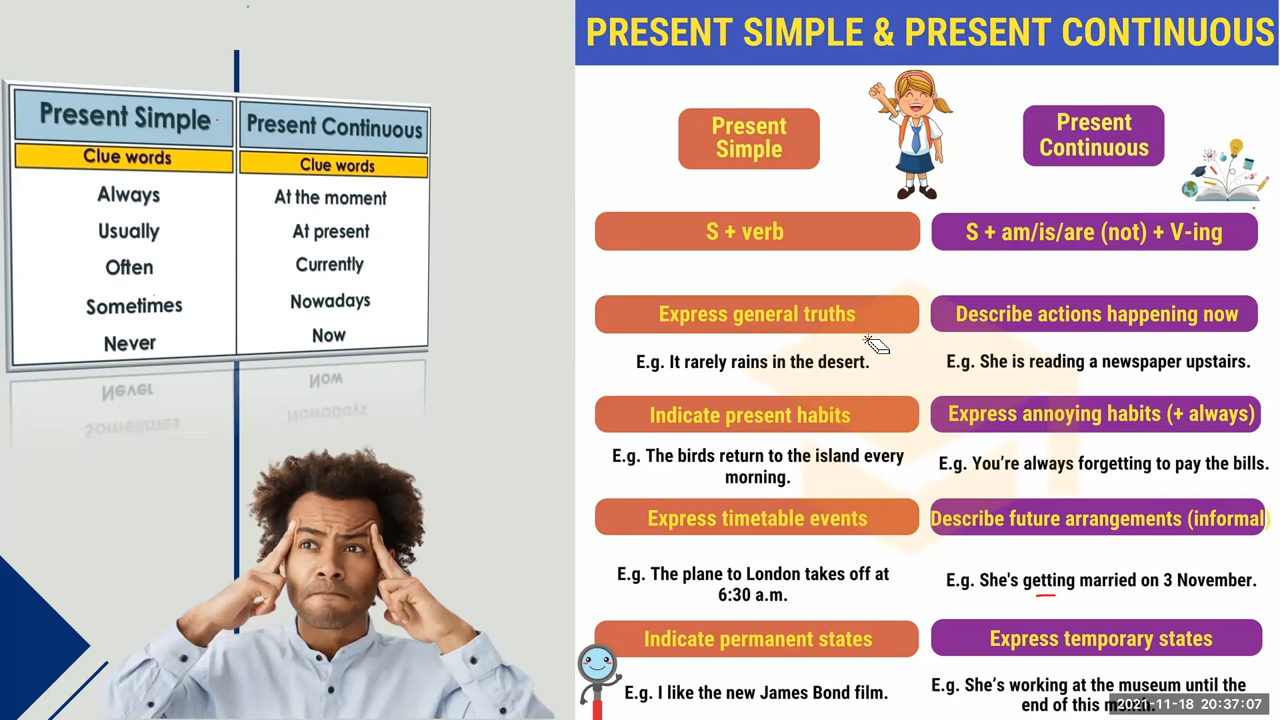 PRESENT SIMPLE & PRESENT CONTINUOUS
Present Simple
Present Continuous
Clue words
Clue words
Always
At the moment
Usually
At present
Often
Currently
Sometimes
Nowadays
Never
Now
Never
Now
Sometimes
Nowadays
Present
Simple
Present
Continuous
S + verb
S + am/is/are (not) + V-ing
Express general truths
Describe actions happening now
E.g. It rarely rains in the desert.
E.g. She is reading a newspaper upstairs.
Indicate present habits
Express annoying habits (+ always)
E.g. The birds return to the island every
morning.
E.g. You're always forgetting to pay the bills.
Express timetable events
Describe future arrangements (informal)
E.g. The plane to London takes off at
6:30 a.m.
E.g. She's getting married on 3 November.
Indicate permanent states
Express temporary states
E.g. I like the new James Bond film.
E.g. She's working at the museum until the
end of this month.
2021-11-18 20:37:07